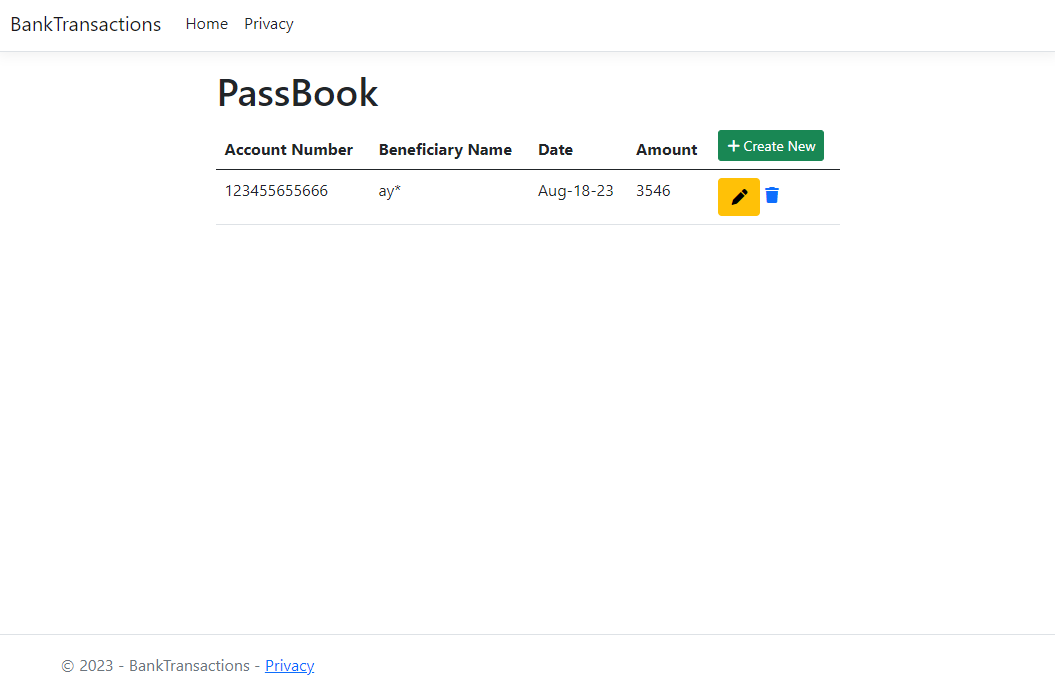 BankTransactions Home Privacy
PassBook
Account Number Beneficiary Name Date Amount Create New
123455655666 ay* Aug-18-23 3546
© 2023 - BankTransactions - Privacy